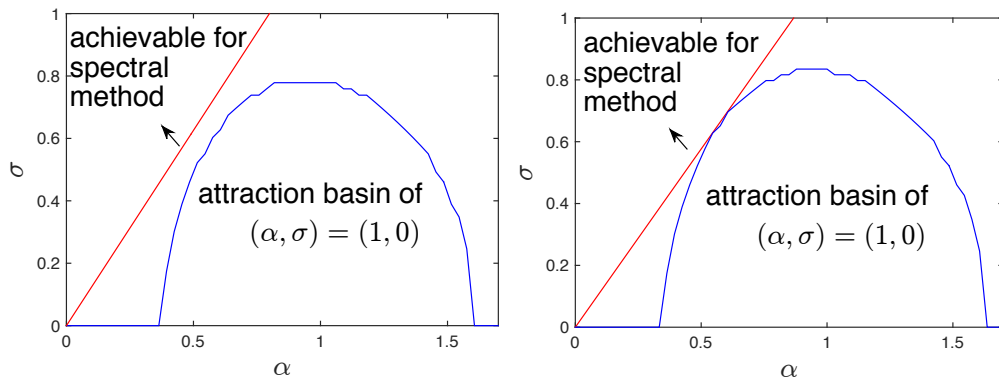 1
0.8
0.6
0.4
0.2
0
σ
achievable for
spectral
method
attraction basin of
(α, σ) = (1, 0)
0
0.5
1
1.5
α
1
0.8
0.6
0.4
0.2
0
σ
achievable for
spectral
method
attraction basin of
(α, σ) = (1, 0)
0
0.5
1
1.5
α